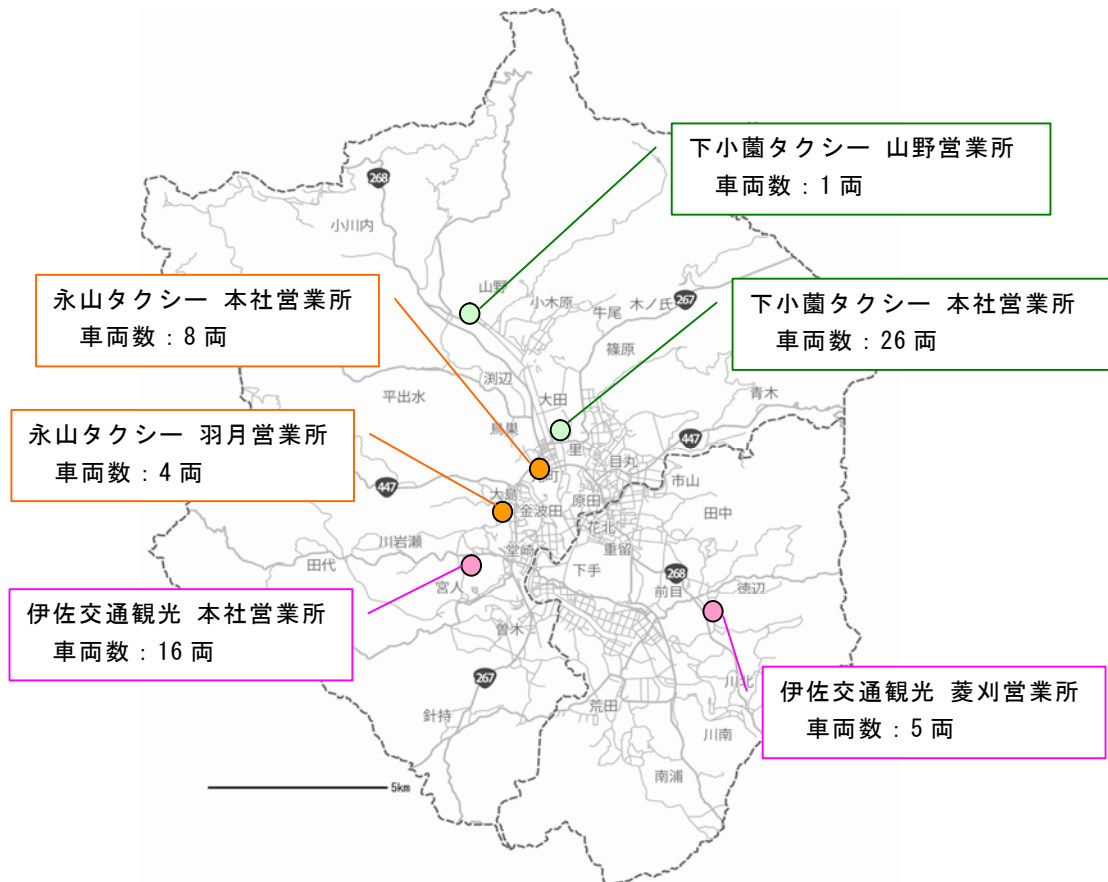 下小薗タクシー 山野営業所
車両数：1両
268
小川内
永山タクシー 本社営業所
車両数：8両
山野
小木原
牛尾
木ノ氏
267
下小薗タクシー 本社営業所
車両数：26両
篠原
渕辺
平出水
大田
青木
永山タクシー 羽月営業所
車両数：4両
鳥巣
里
447
目丸
町
市山
447
大島
金波田
原田
花北
田中
川岩瀬
田代
堂崎
重留
下手
268
前目
徳辺
宮人
伊佐交通観光 本社営業所
車両数：16両
曽木
267
川北
伊佐交通観光 菱刈営業所
車両数：5両
針持
荒田
川南
南浦
5km